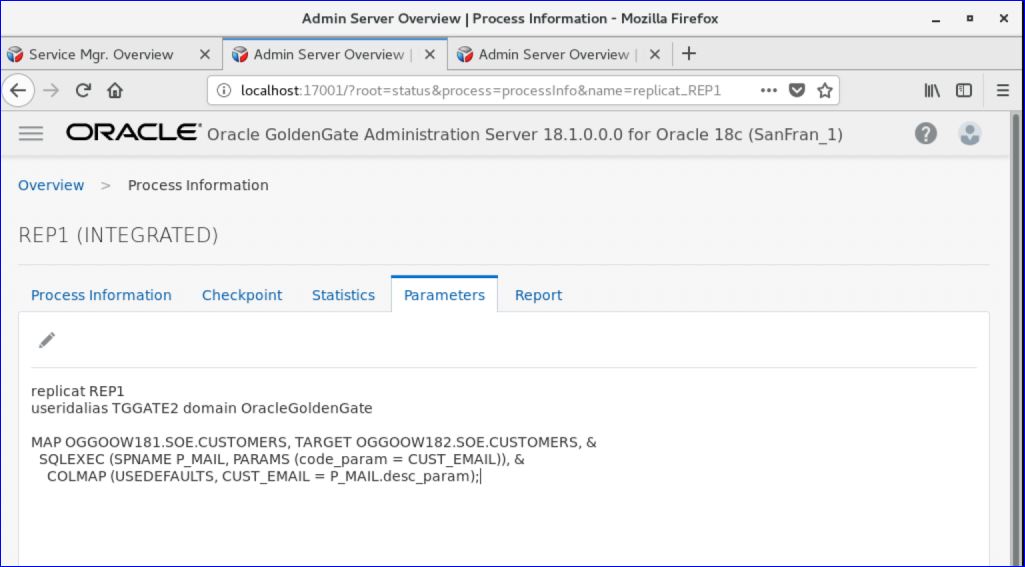 Admin Server Overview | Process Information - Mozilla Firefox
Service Mgr. Overview
Admin Server Overview |
Admin Server Overview |
localhost:17001/?root=status&process=processInfo&name=replicat_REP1
ORACLE Oracle GoldenGate Administration Server 18.1.0.0.0 for Oracle 18c (SanFran_1)
Overview > Process Information
REP1 (INTEGRATED)
Process Information Checkpoint Statistics Parameters Report
replicat REP1
useridalias TGGATE2 domain OracleGoldenGate
MAP OGGOOW181.SOE.CUSTOMERS, TARGET OGGOOW182.SOE.CUSTOMERS, &
SQLEXEC (SPNAME P_MAIL, PARAMS (code_param = CUST_EMAIL)), &
COLMAP (USEDEFAULTS, CUST_EMAIL = P_MAIL.desc_param);